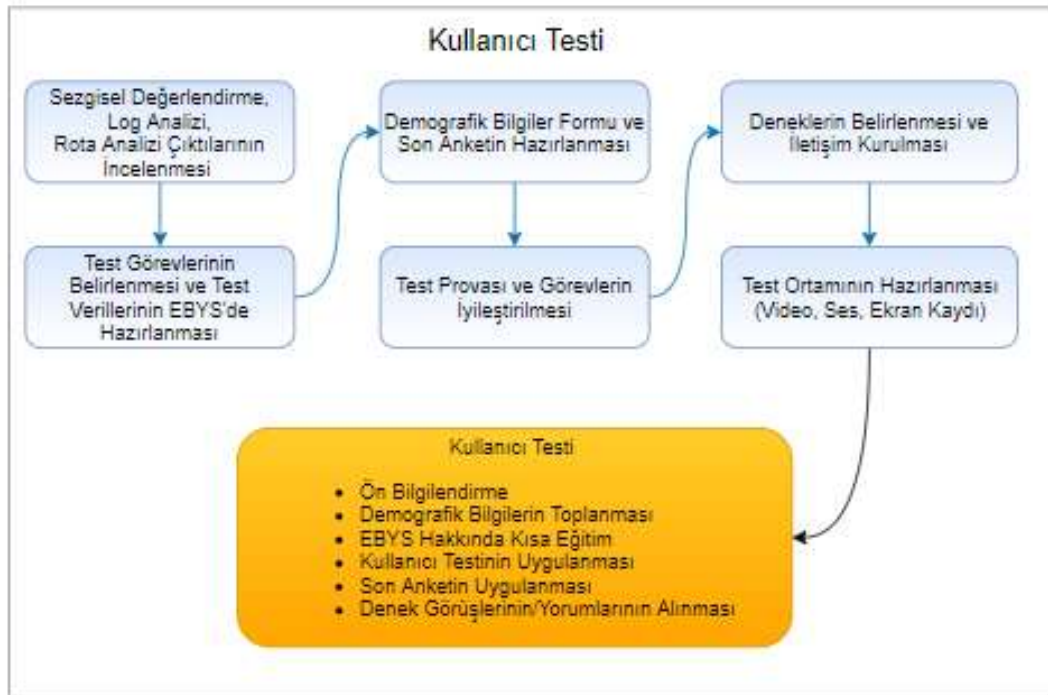 Kullanıcı Testi
Sezgisel Değerlendirme,
Log Analizi,
Rota Analizi Çıktılarının
İncelenmesi
Test Görevlerinin
Belirlenmesi ve Test
Verillerinin EBYS'de
Hazırlanması
Demografik Bilgiler Formu ve
Son Anketin Hazırlanması
Test Provası ve Görevlerin
İyileştirilmesi
Deneklerin Belirlenmesi ve
İletişim Kurulması
Test Ortamının Hazırlanması
(Video, Ses, Ekran Kaydı)
Kullanıcı Testi
• Ön Bilgilendirme
• Demografik Bilgilerin Toplanması
• EBYS Hakkında Kısa Eğitim
• Kullanıcı Testinin Uygulanması
• Son Anketin Uygulanması
• Denek Görüşlerinin/Yorumlarının Alınması